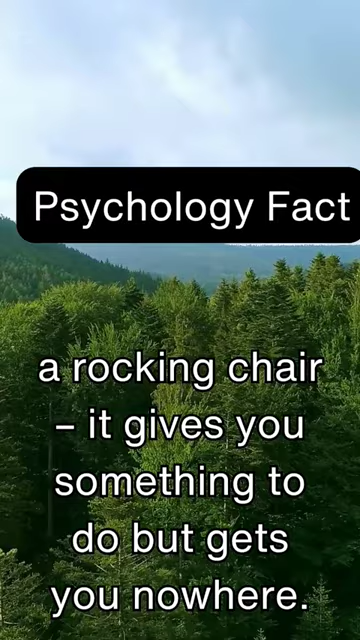 Psychology Fact
a rocking chair
– it gives you
something to
do but gets
you nowhere.